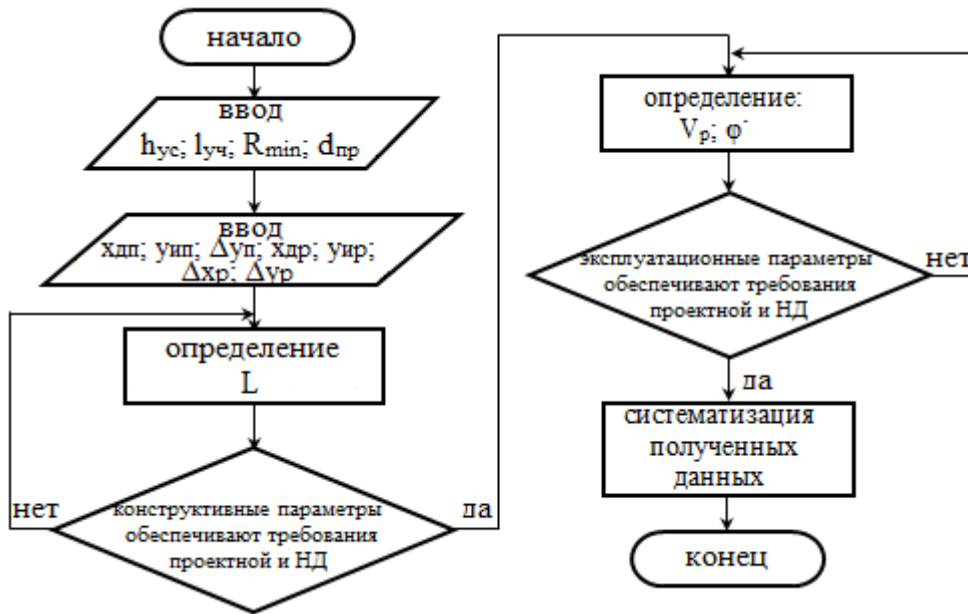 начало
ввод
hус; lуч; Rmin; dпр
ввод
xдп; yип; Δyп; xдр; yир;
Δxр; Δyр
определение
L
нет
конструктивные параметры
обеспечивают требования
проектной и НД
да
определение:
Vр; φ-
эксплуатационные параметры
обеспечивают требования
проектной и НД
нет
да
систематизация
полученных
данных
конец